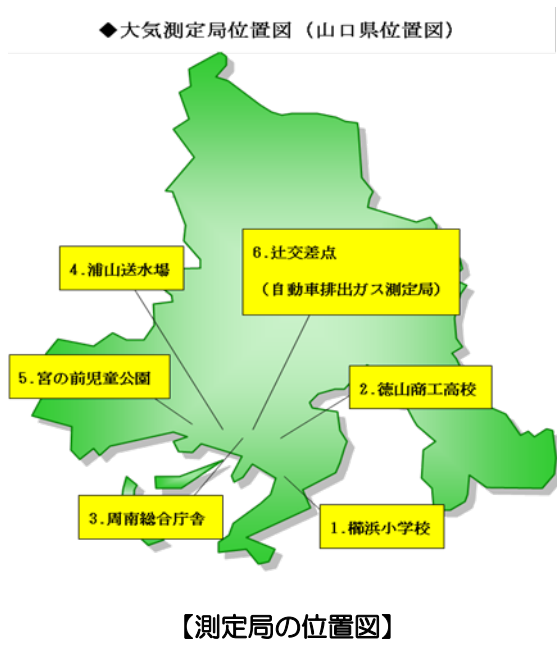 ◆大気測定局位置図（山口県位置図）
4.浦山送水場
6.辻交差点
（自動車排出ガス測定局）
5.宮の前児童公園
2.徳山商工高校
3.周南総合庁舎
1.櫛浜小学校
【測定局の位置図】